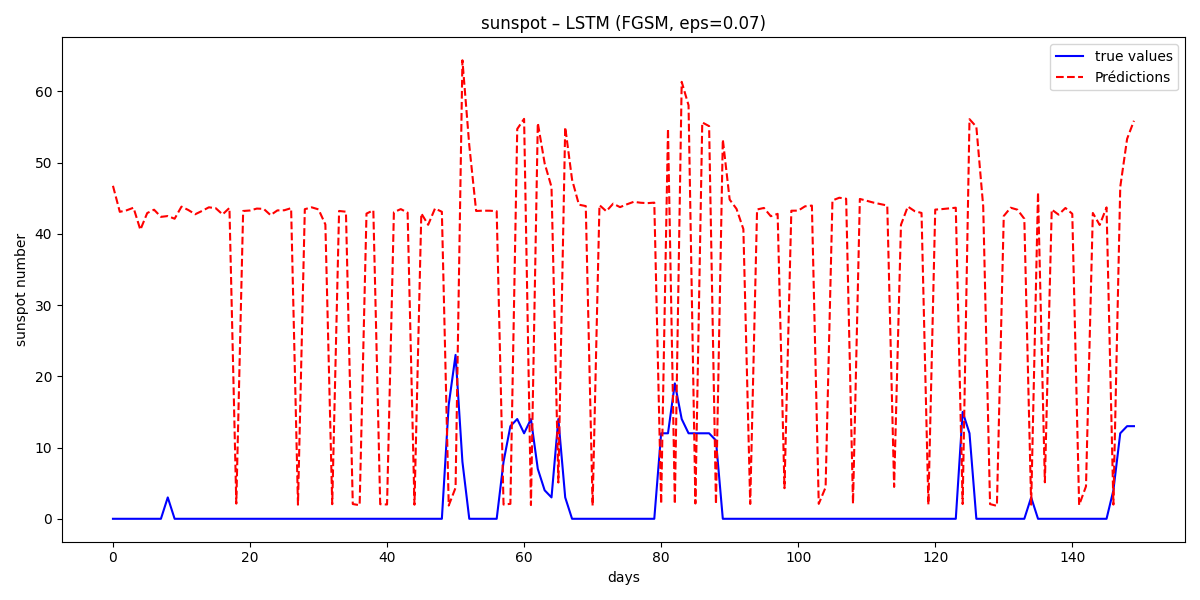 sunspot – LSTM (FGSM, eps=0.07)
true values
Prédictions
sunspot number
60
50
40
30
20
10
0
0 20 40 60 80 100 120 140
days